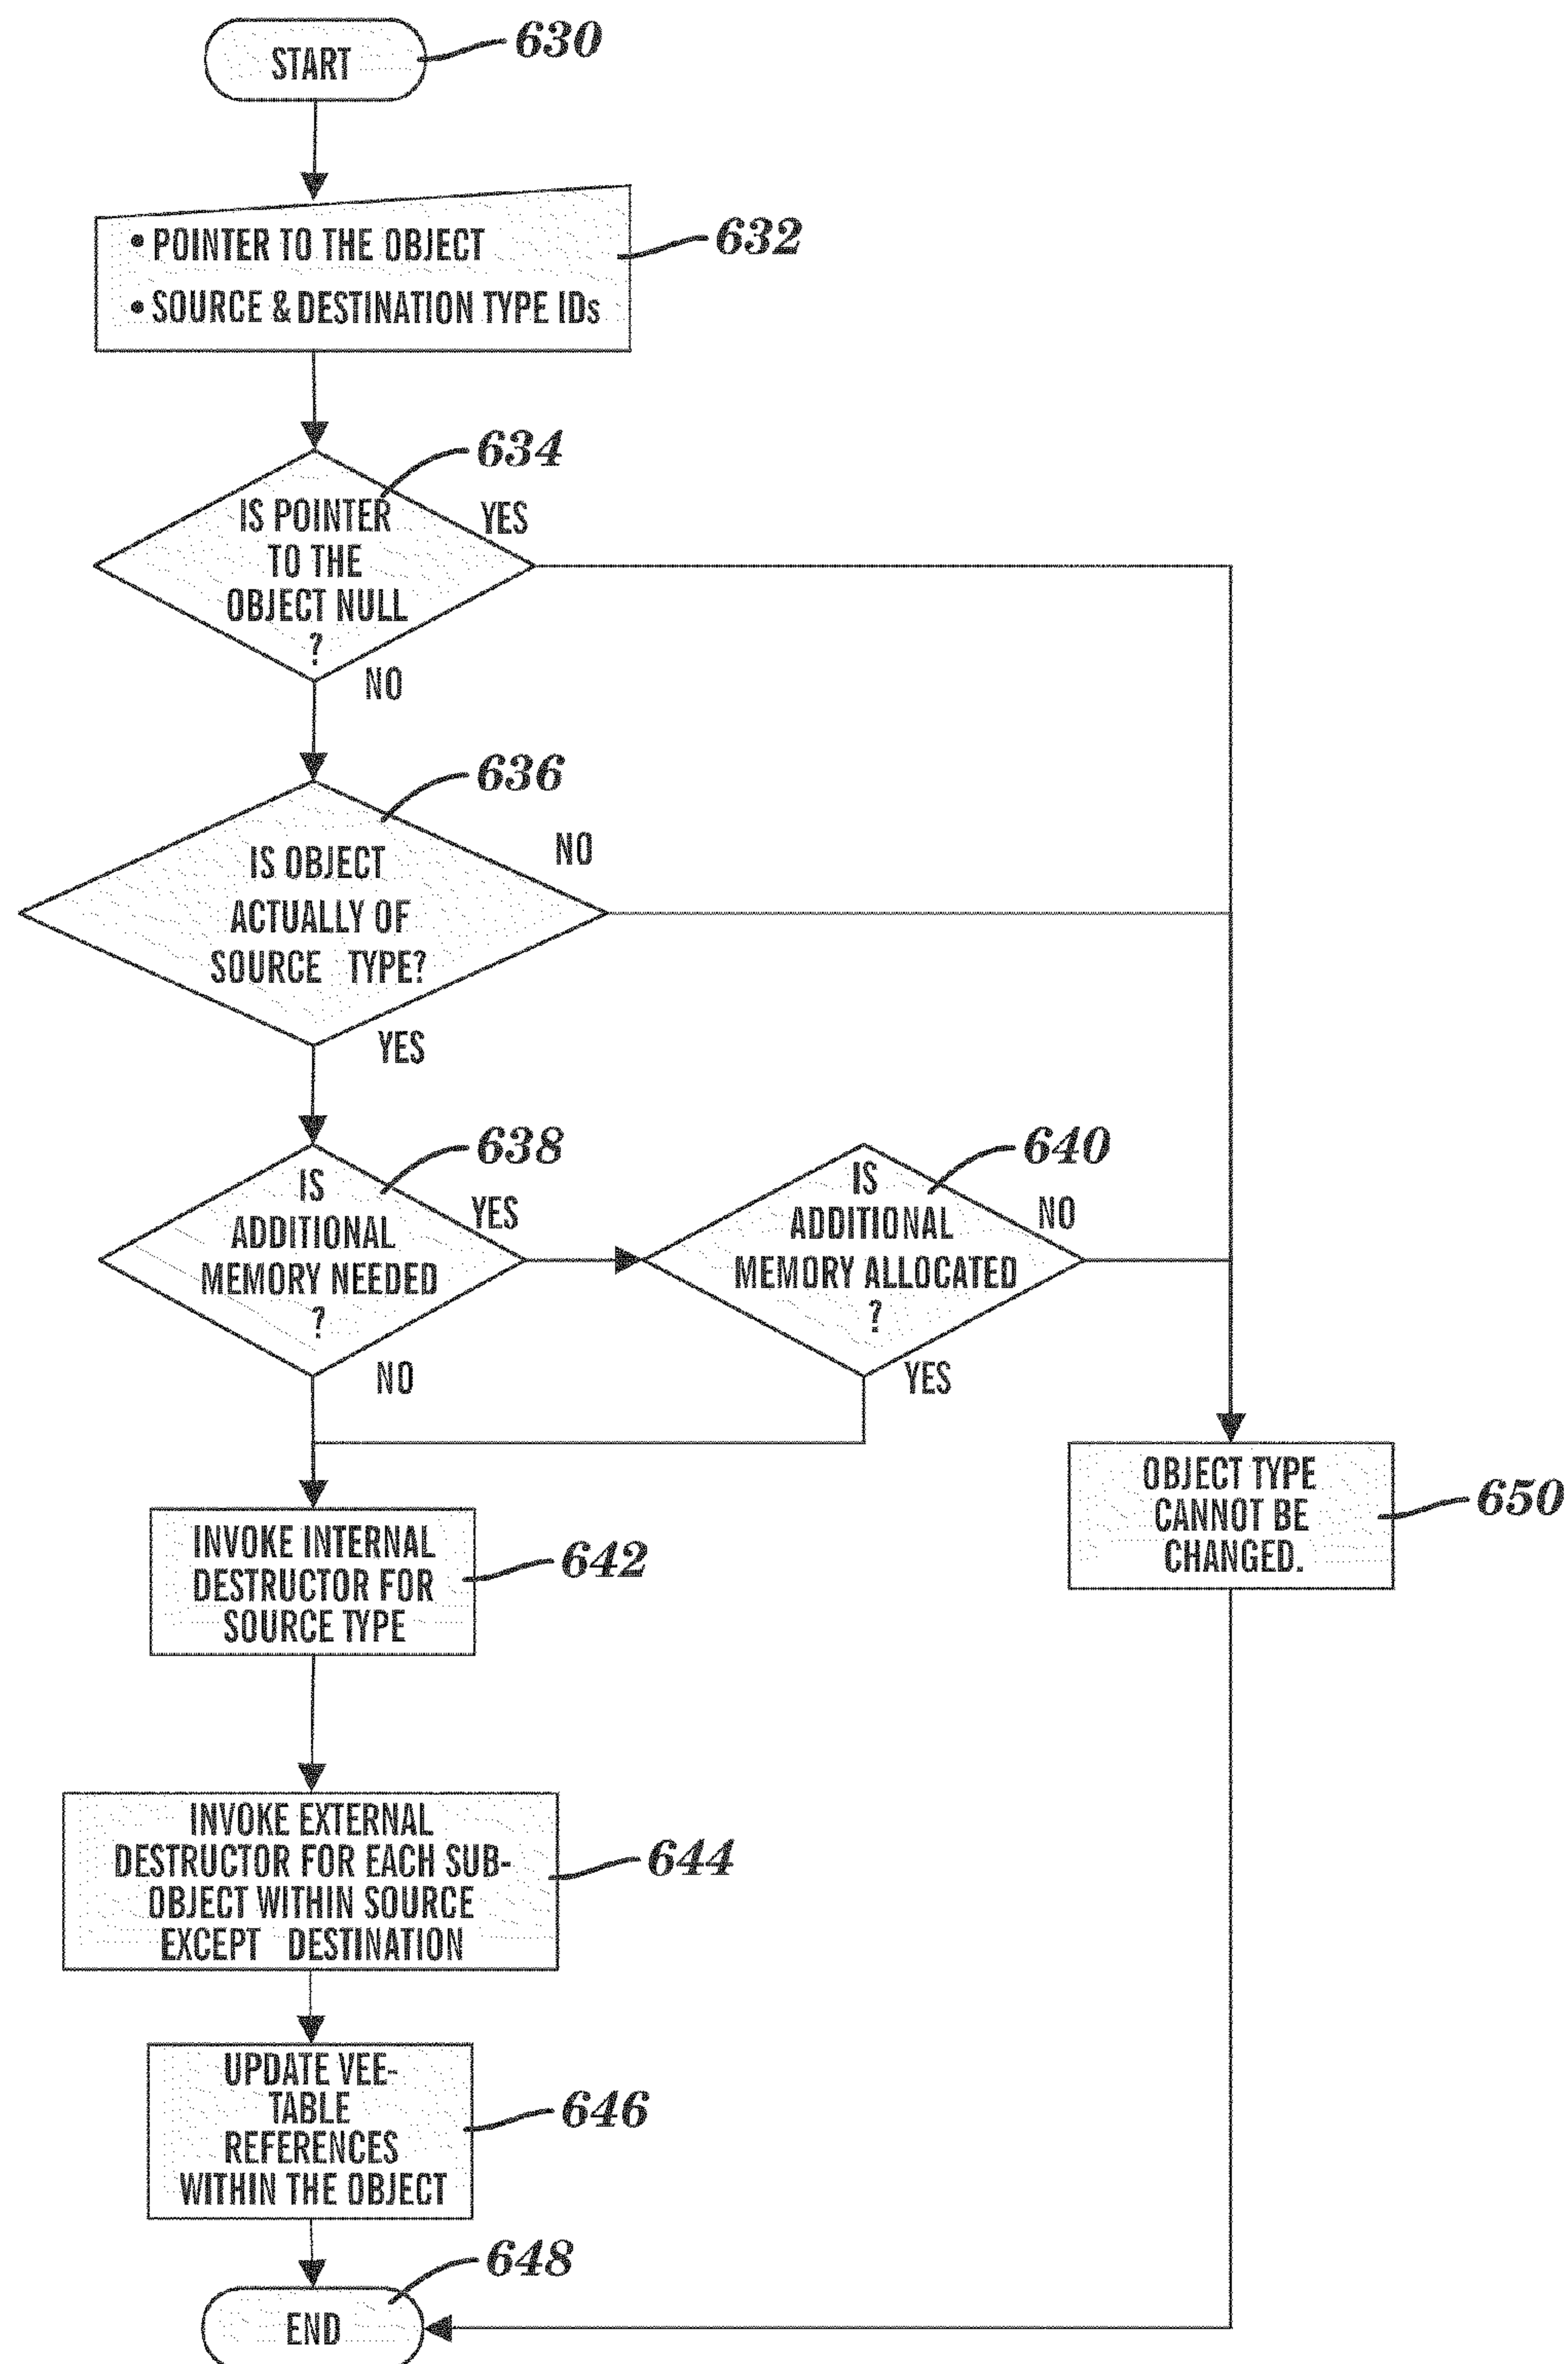 START
630
• POINTER TO THE OBJECT
• SOURCE & DESTINATION TYPE IDs
632
634
IS POINTER
TO THE
OBJECT NULL
?
YES
NO
636
IS OBJECT
ACTUALLY OF
SOURCE TYPE?
NO
YES
638
IS
ADDITIONAL
MEMORY NEEDED
?
YES
NO
640
IS
ADDITIONAL
MEMORY ALLOCATED
?
NO
YES
OBJECT TYPE
CANNOT BE
CHANGED.
650
INVOKE INTERNAL
DESTRUCTOR FOR
SOURCE TYPE
642
INVOKE EXTERNAL
DESTRUCTOR FOR EACH SUB-
OBJECT WITHIN SOURCE
EXCEPT DESTINATION
644
UPDATE VEE-
TABLE
REFERENCES
WITHIN THE OBJECT
646
648
END